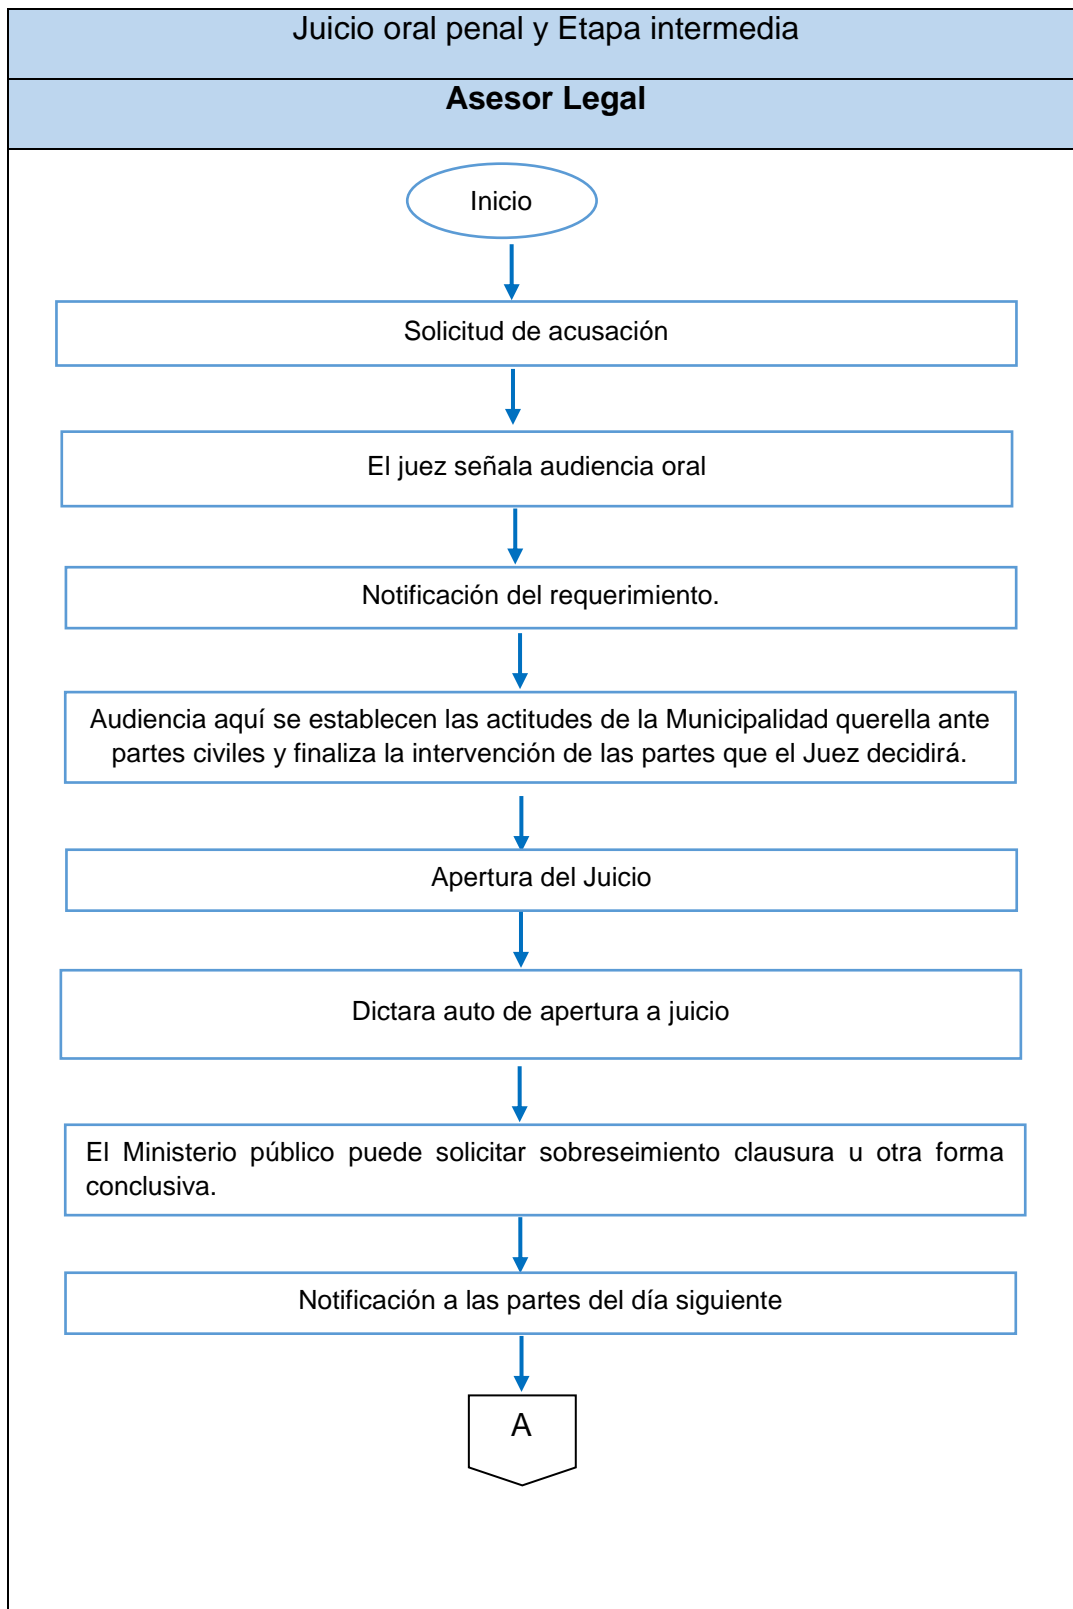 Juicio oral penal y Etapa intermedia
Asesor Legal
Inicio
Solicitud de acusación
El juez señala audiencia oral
Notificación del requerimiento.
Audiencia aquí se establecen las actitudes de la Municipalidad querella ante
partes civiles y finaliza la intervención de las partes que el Juez decidirá.
Apertura del Juicio
Dictara auto de apertura a juicio
El Ministerio público puede solicitar sobreseimiento clausura u otra forma
conclusiva.
Notificación a las partes del día siguiente
A